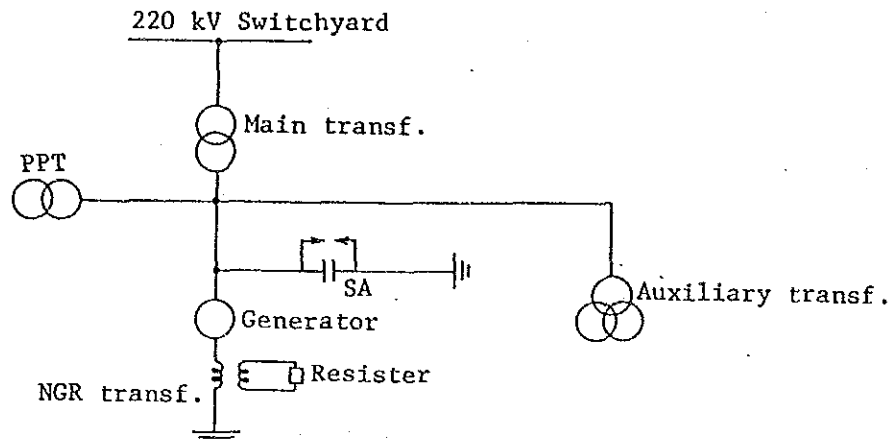 220 kV Switchyard
Main transf.
PPT
SA
Auxiliary transf.
Generator
Resister
NGR transf.